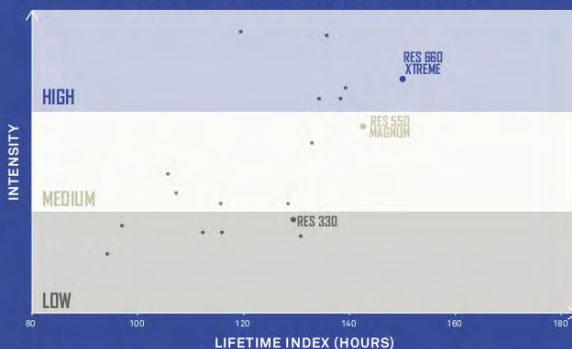 RES 660
XTREME
HIGH
RES 550
MAGNUM
INTENSITY
MEDIUM
RES 330
LOW
80 100 120 140 160 180
LIFETIME INDEX (HOURS)